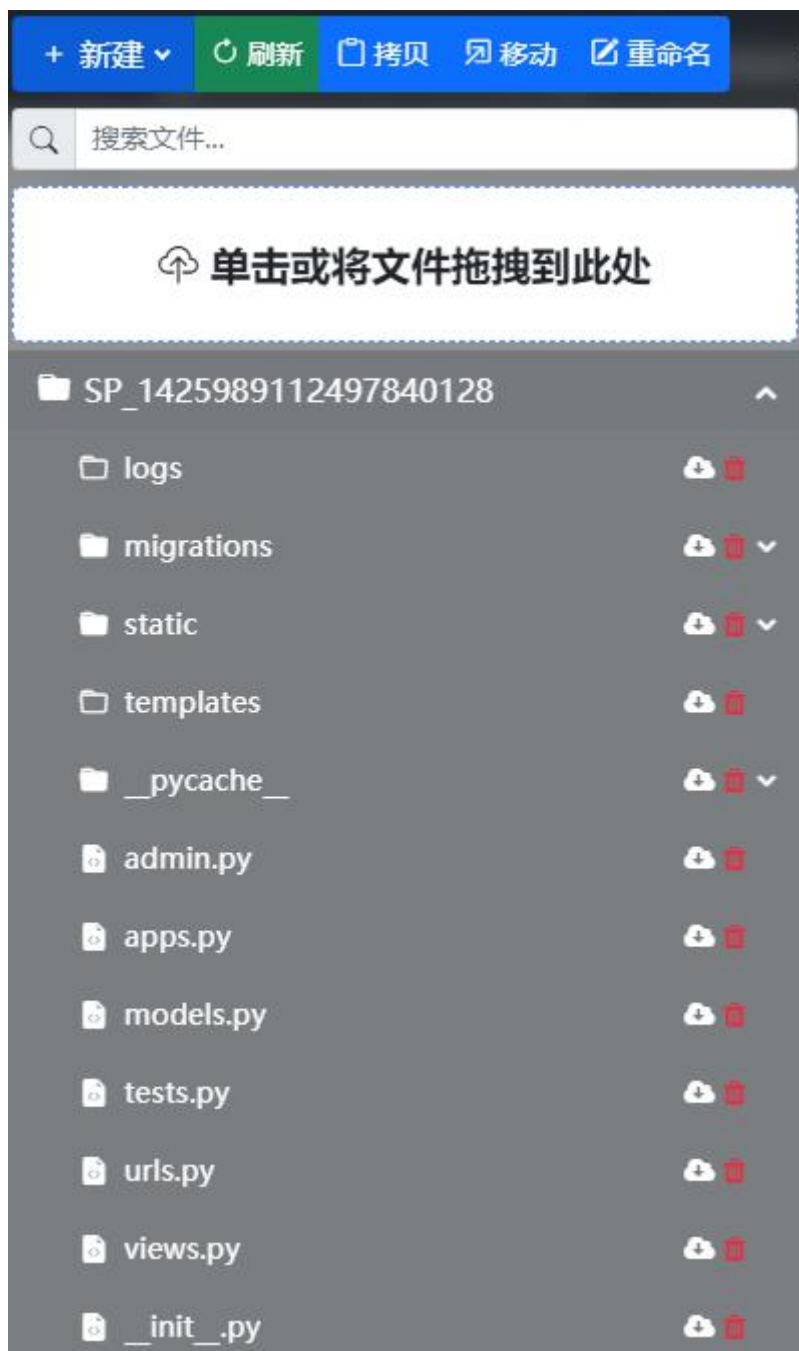 + 新建 刷新 拷贝 移动 重命名
搜索文件...
单击或将文件拖拽到此处
SP_1425989112497840128
logs
migrations
static
templates
__pycache__
admin.py
apps.py
models.py
tests.py
urls.py
views.py
__init__.py